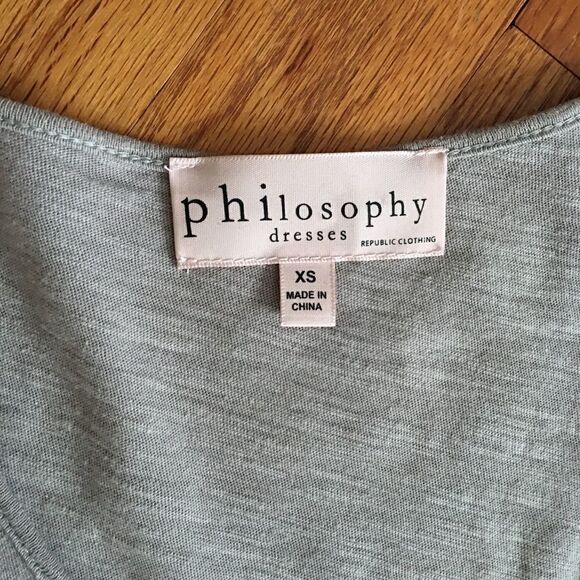 philosophy
dresses
REPUBLIC CLOTHING
XS
MADE IN
CHINA